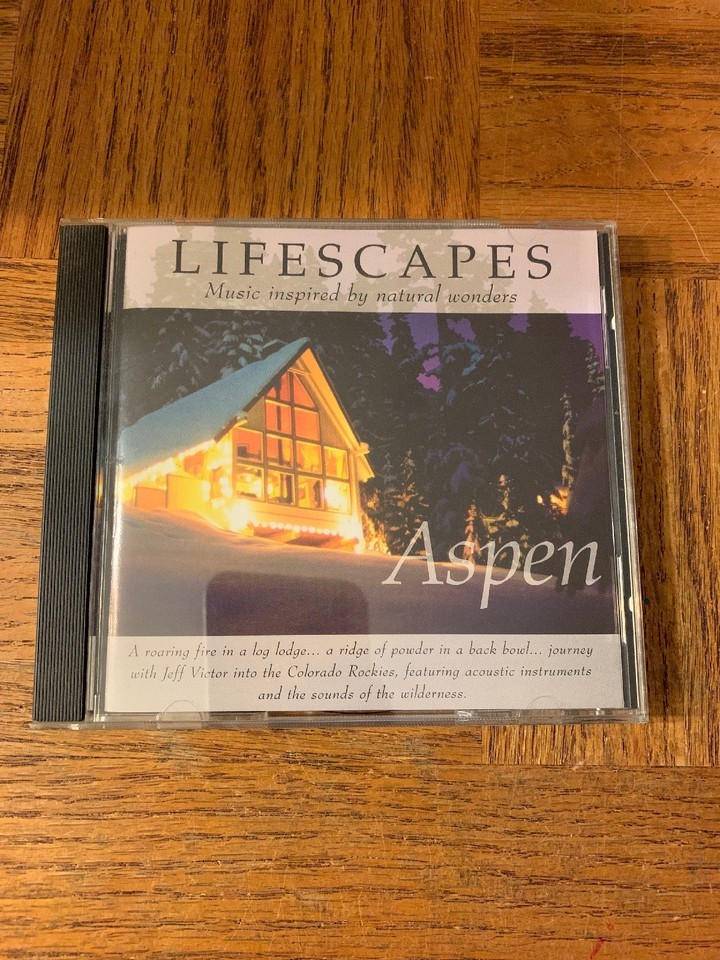 LIFESCAPES
Music inspired by natural wonders
Aspen
A roaring fire in a log lodge... a ridge of powder in a back bowl... journey
with Jeff Victor into the Colorado Rockies, featuring acoustic instruments
and the sounds of the wilderness.